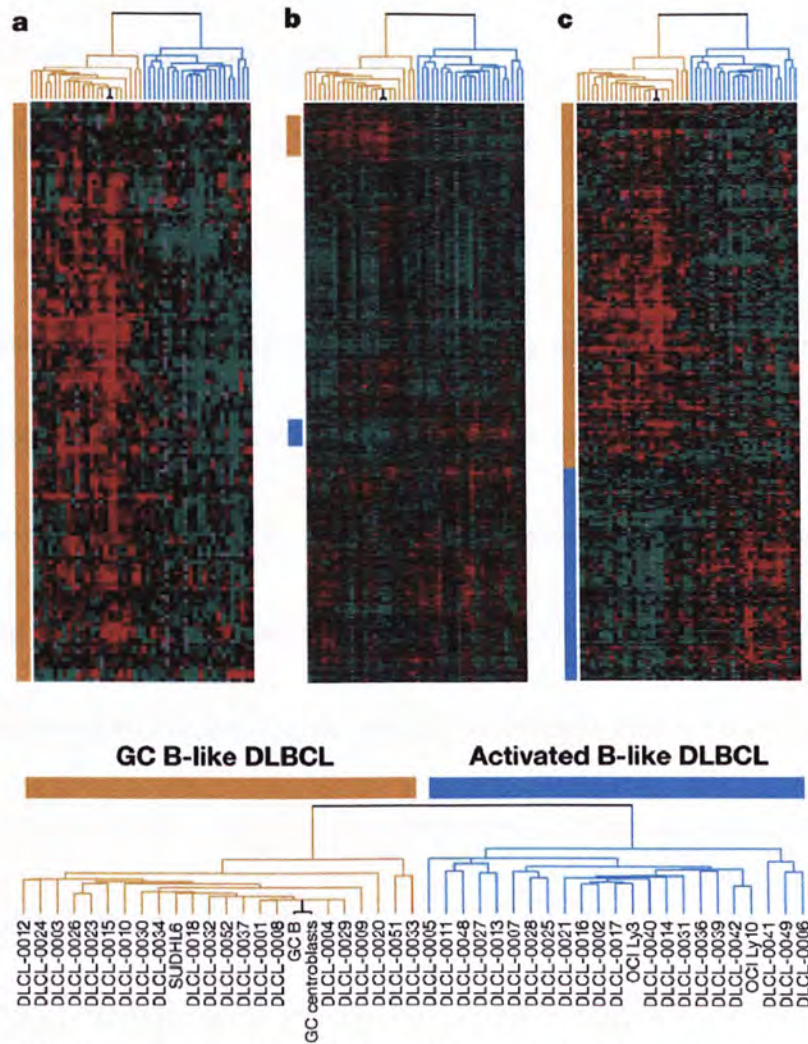 a b c
GC B-like DLBCL Activated B-like DLBCL
DLCL-0012
DLCL-0024
DLCL-0003
DLCL-0026
DLCL-0023
DLCL-0015
DLCL-0010
DLCL-0030
DLCL-0034
SUDHL6
DLCL-0018
DLCL-0032
DLCL-0052
DLCL-0037
DLCL-0001
DLCL-0008
GC B
GC centroblasts
DLCL-0004
DLCL-0029
DLCL-0009
DLCL-0020
DLCL-0051
DLCL-0033
DLCL-0005
DLCL-0011
DLCL-0048
DLCL-0027
DLCL-0013
DLCL-0007
DLCL-0028
DLCL-0025
DLCL-0021
DLCL-0016
DLCL-0002
DLCL-0017
OCI Ly3
DLCL-0040
DLCL-0014
DLCL-0031
DLCL-0036
DLCL-0039
DLCL-0042
OCI Ly10
DLCL-0041
DLCL-0049
DLCL-0006